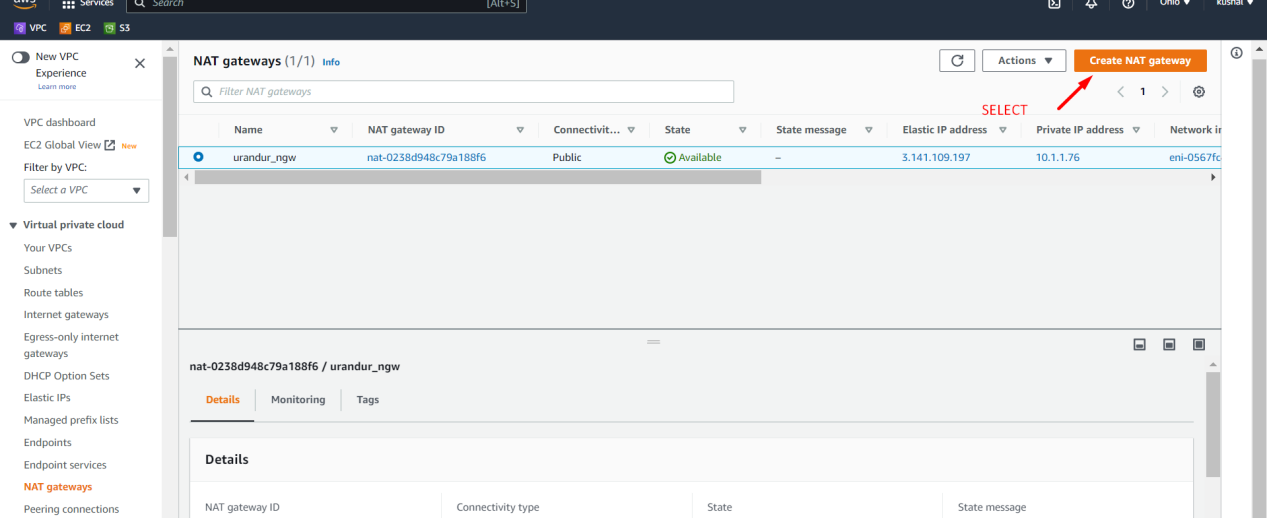 aws Services Search [Alt+S] Ohio ▼ kushal ▼
VPC EC2 S3
New VPC Experience
Learn more
VPC dashboard
EC2 Global View New
Filter by VPC:
Select a VPC
Virtual private cloud
Your VPCs
Subnets
Route tables
Internet gateways
Egress-only internet
gateways
DHCP Option Sets
Elastic IPs
Managed prefix lists
Endpoints
Endpoint services
NAT gateways
Peering connections
NAT gateways (1/1) Info
Actions ▼ Create NAT gateway
Filter NAT gateways
1
SELECT
Name NAT gateway ID Connectivit... State State message Elastic IP address Private IP address Network in
urandur_ngw nat-0238d948c79a188f6 Public Available – 3.141.109.197 10.1.1.76 eni-0567fc
nat-0238d948c79a188f6 / urandur_ngw
Details Monitoring Tags
Details
NAT gateway ID Connectivity type State State message